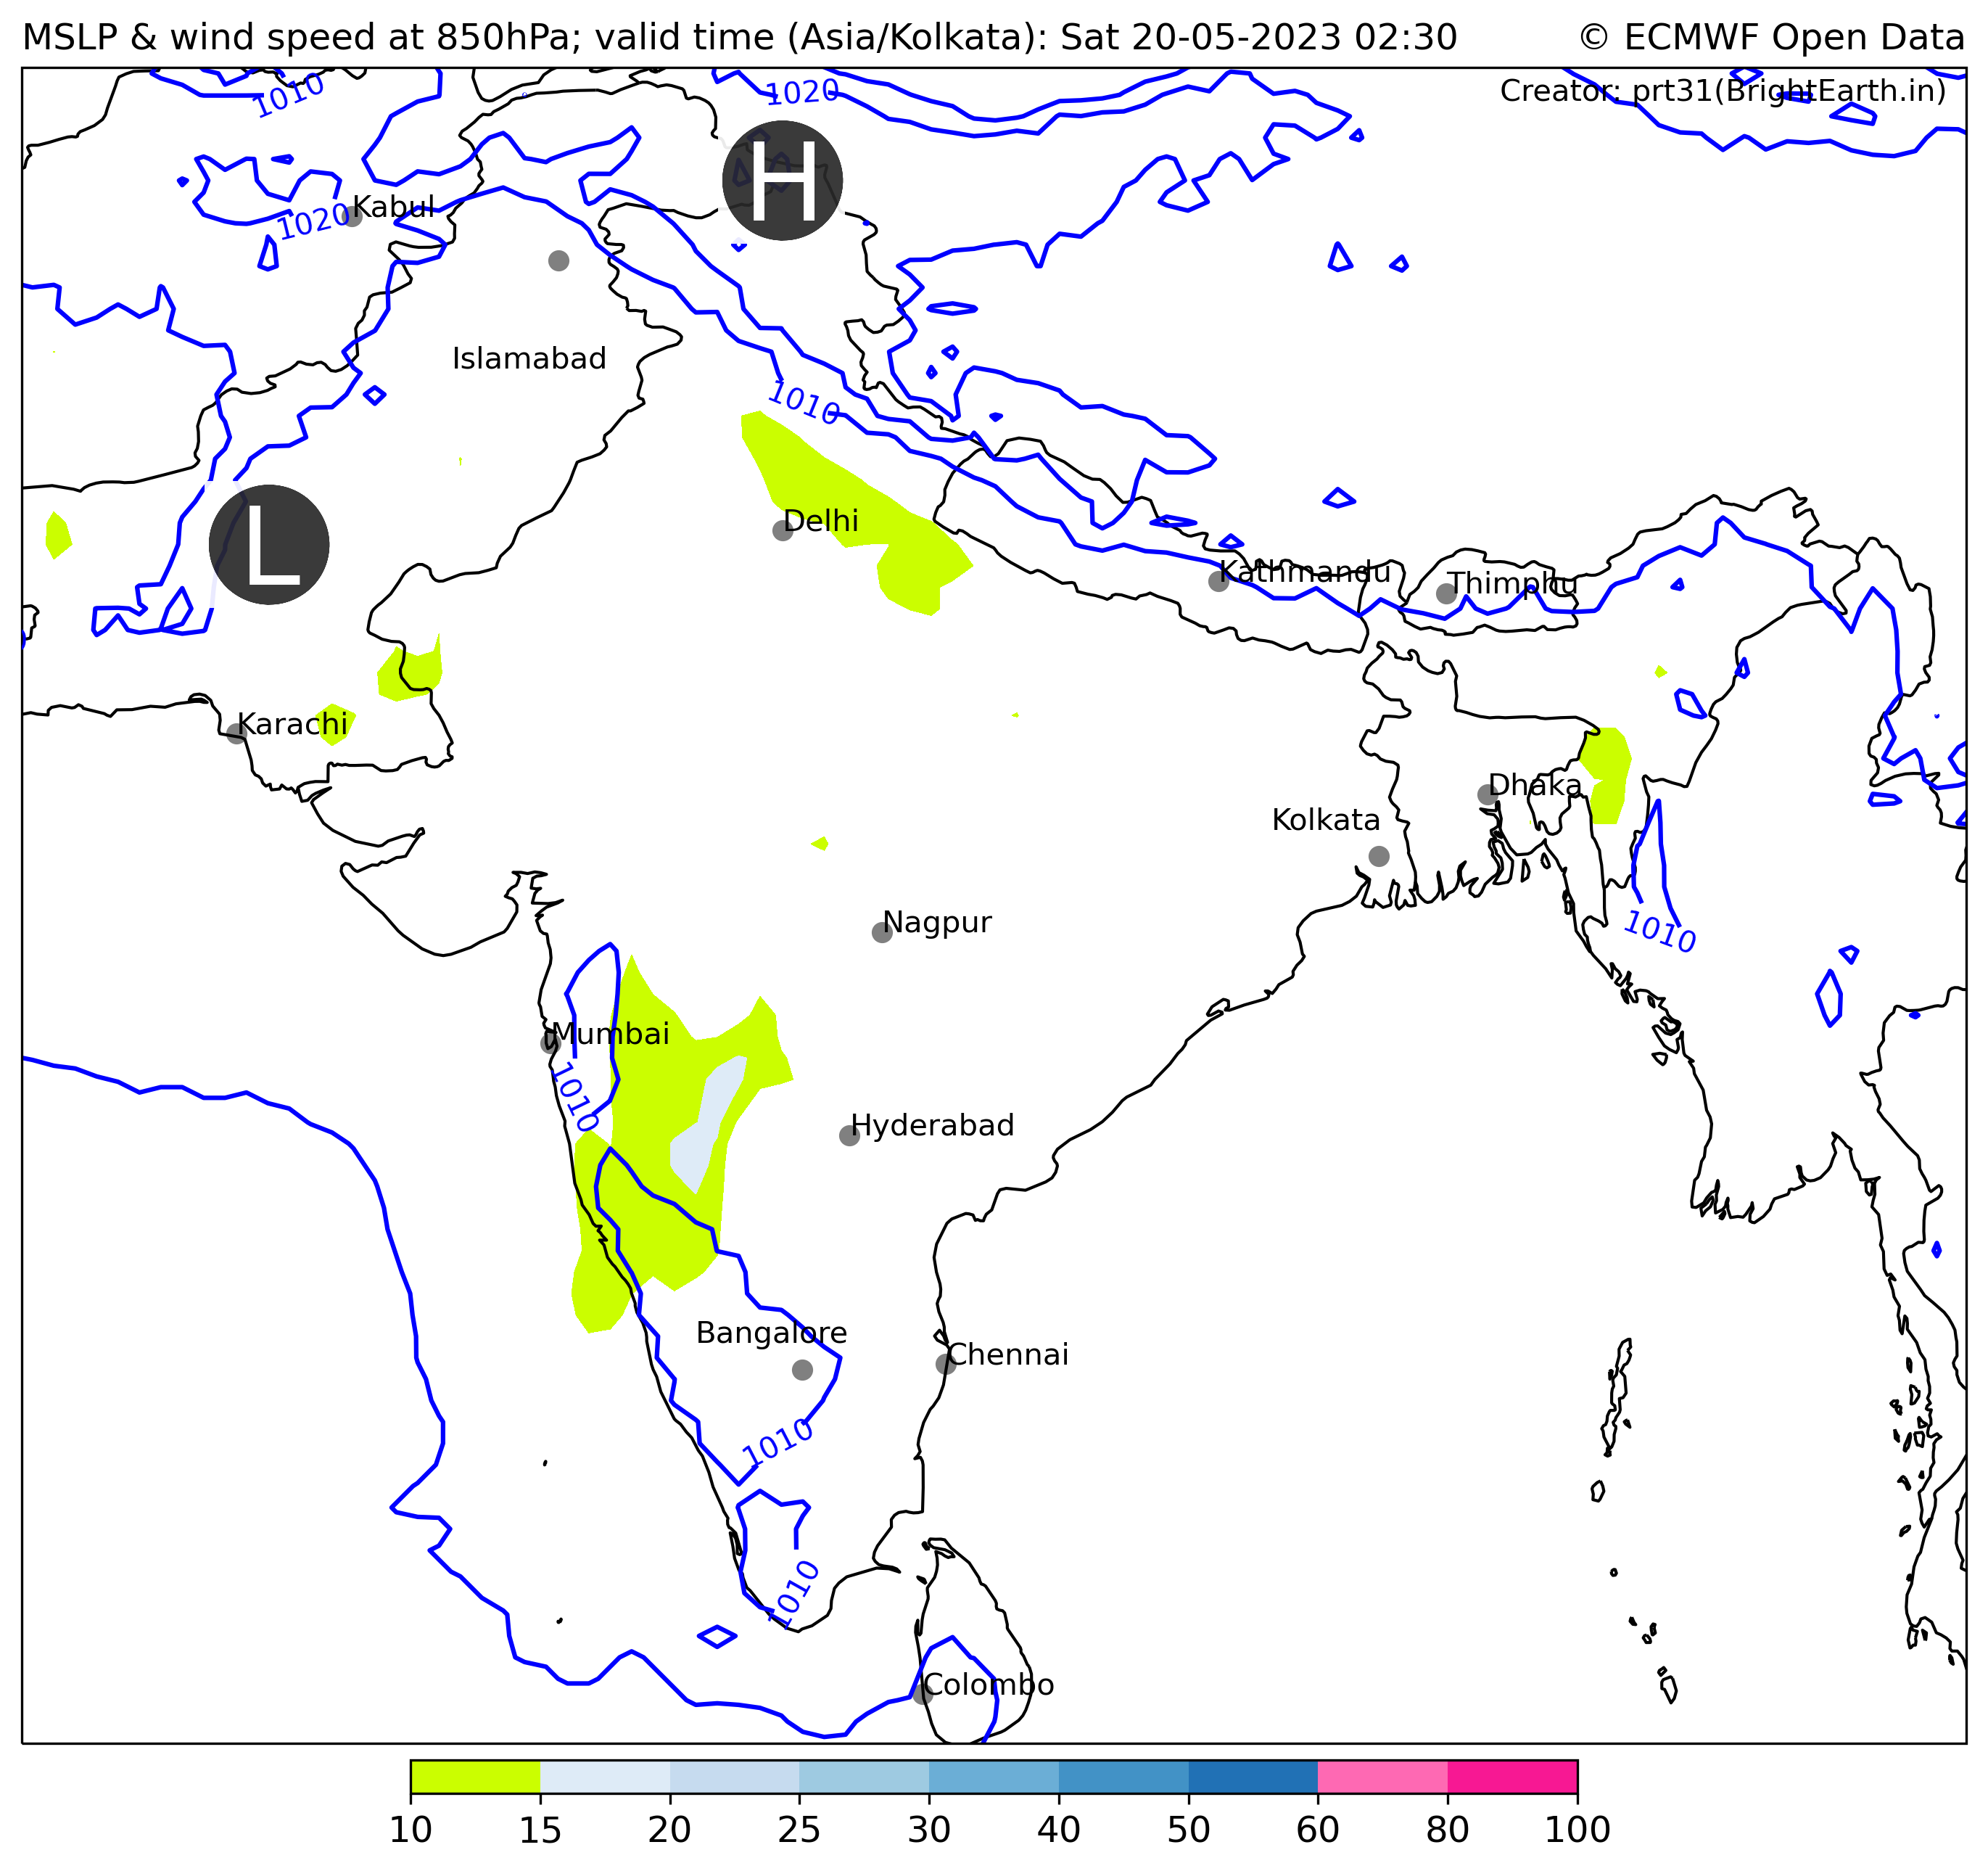 MSLP & wind speed at 850hPa; valid time (Asia/Kolkata): Sat 20-05-2023 02:30
© ECMWF Open Data
Creator: prt31(BrightEarth.in)
1010
1020
H
Kabul
1020
Islamabad
1010
L
Delhi
Kathmandu
Thimphu
Karachi
Dhaka
Kolkata
Nagpur
1010
Mumbai
1010
Hyderabad
Bangalore
Chennai
1010
1010
Colombo
10 15 20 25 30 40 50 60 80 100